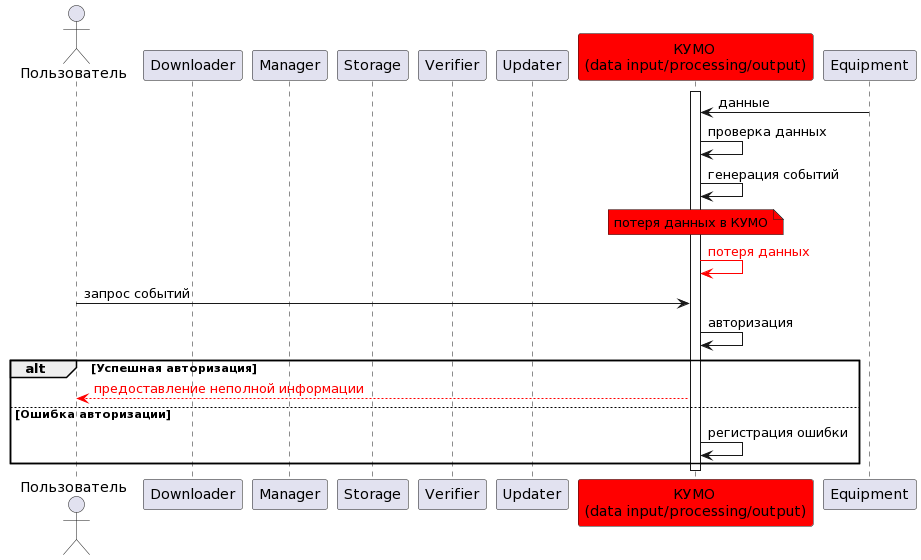 Пользователь
Downloader
Manager
Storage
Verifier
Updater
КУМО
(data input/processing/output)
Equipment
данные
проверка данных
генерация событий
потеря данных в КУМО
потеря данных
запрос событий
авторизация
alt
[Успешная авторизация]
предоставление неполной информации
[Ошибка авторизации]
регистрация ошибки
Пользователь
Downloader
Manager
Storage
Verifier
Updater
КУМО
(data input/processing/output)
Equipment